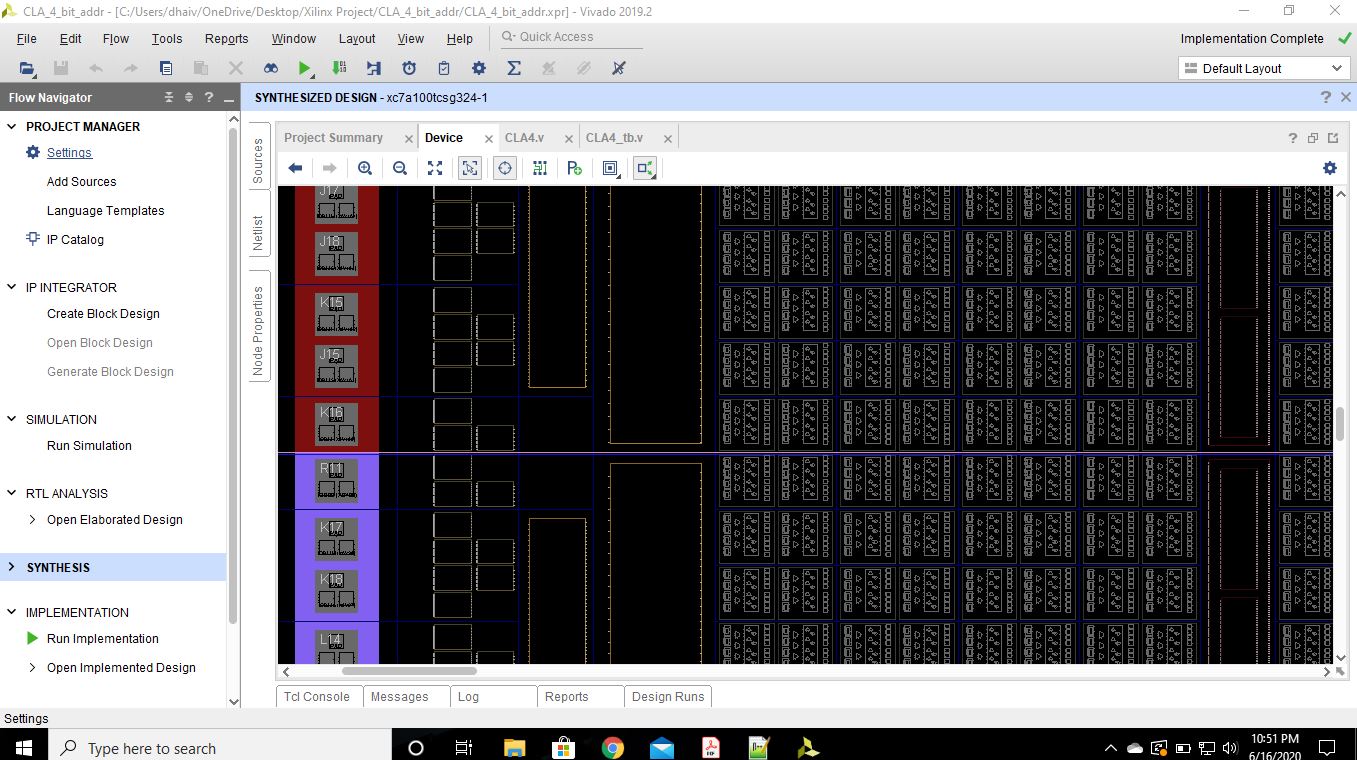 CLA_4_bit_addr - [C:/Users/dhaiv/OneDrive/Desktop/Xilinx Project/CLA_4_bit_addr/CLA_4_bit_addr.xpr] - Vivado 2019.2
File Edit Flow Tools Reports Window Layout View Help Quick Access
Implementation Complete
Default Layout
Flow Navigator
SYNTHESIZED DESIGN - xc7a100tcsg324-1
PROJECT MANAGER
Settings
Add Sources
Language Templates
IP Catalog
IP INTEGRATOR
Create Block Design
Open Block Design
Generate Block Design
SIMULATION
Run Simulation
RTL ANALYSIS
Open Elaborated Design
SYNTHESIS
IMPLEMENTATION
Run Implementation
Open Implemented Design
Sources
Netlist
Node Properties
Project Summary Device CLA4.v CLA4_tb.v
J17
J18
K15
J15
K16
R11
K17
K18
L14
Tcl Console Messages Log Reports Design Runs
Settings
Type here to search
10:51 PM
6/16/2020